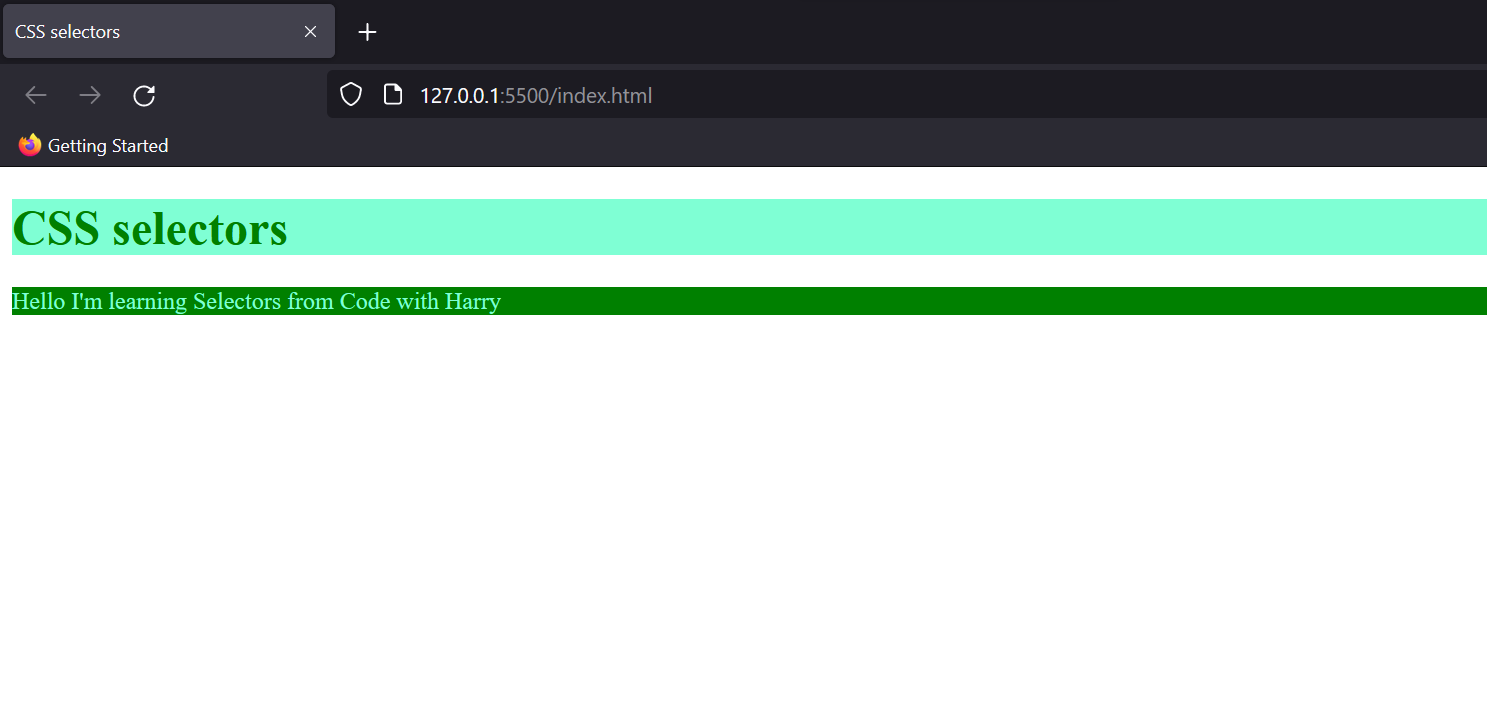 CSS selectors
127.0.0.1:5500/index.html
Getting Started
CSS selectors
Hello I'm learning Selectors from Code with Harry